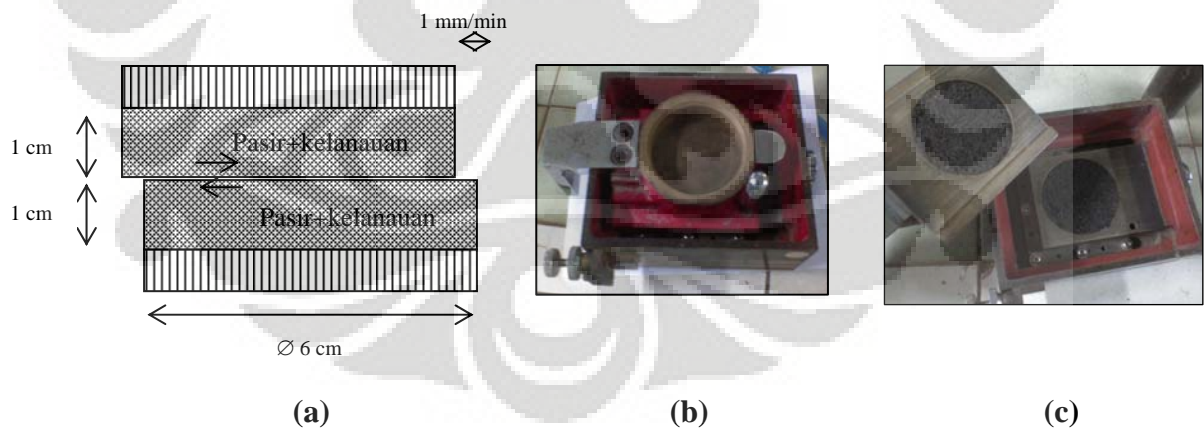 1 mm/min
1 cm
Pasir+kelanauan
1 cm
Pasir+kelanauan
∅ 6 cm
(a)
(b)
(c)